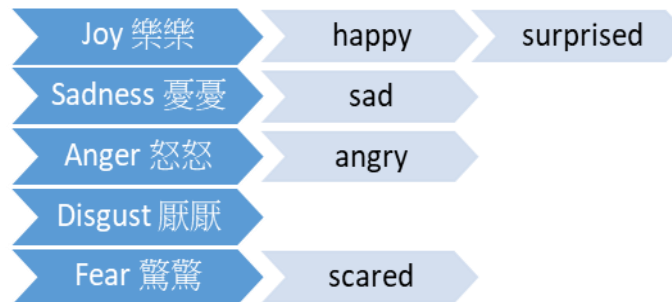 Joy 樂樂 happy surprised
Sadness 憂憂 sad
Anger 怒怒 angry
Disgust 厭厭
Fear 驚驚 scared